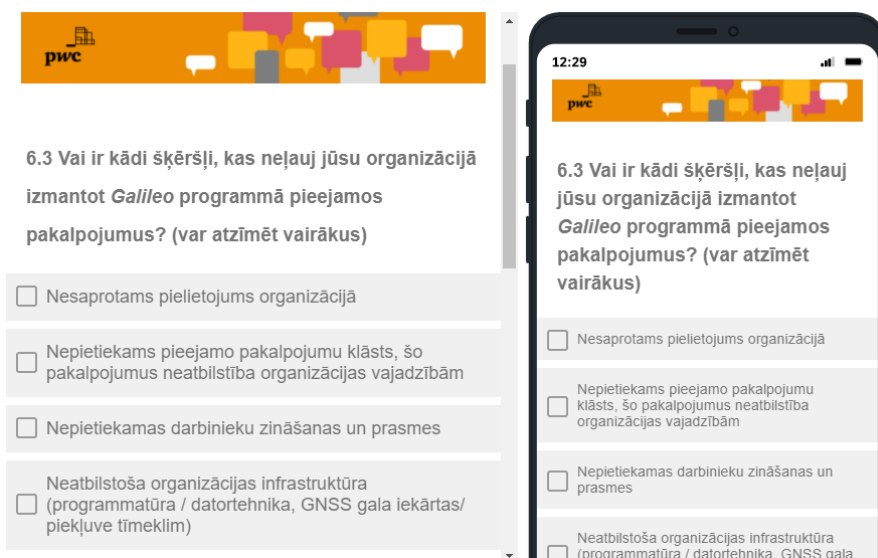 pwc
6.3 Vai ir kādi šķēršļi, kas neļauj jūsu organizācijā
izmantot Galileo programmā pieejamos
pakalpojumus? (var atzīmēt vairākus)
Nesaprotams pielietojums organizācijā
Nepietiekams pieejamo pakalpojumu klāsts, šo
pakalpojumus neatbilstība organizācijas vajadzībām
Nepietiekamas darbinieku zināšanas un prasmes
Neatbilstoša organizācijas infrastruktūra
(programmatūra / datortehnika, GNSS gala iekārtas/
piekļuve tīmeklim)
12:29
pwc
6.3 Vai ir kādi šķēršļi, kas neļauj
jūsu organizācijā izmantot
Galileo programmā pieejamos
pakalpojumus? (var atzīmēt
vairākus)
Nesaprotams pielietojums organizācijā
Nepietiekams pieejamo pakalpojumu
klāsts, šo pakalpojumus neatbilstība
organizācijas vajadzībām
Nepietiekamas darbinieku zināšanas un
prasmes
Neatbilstoša organizācijas infrastruktūra
(programmatūra / datortehnika, GNSS gala